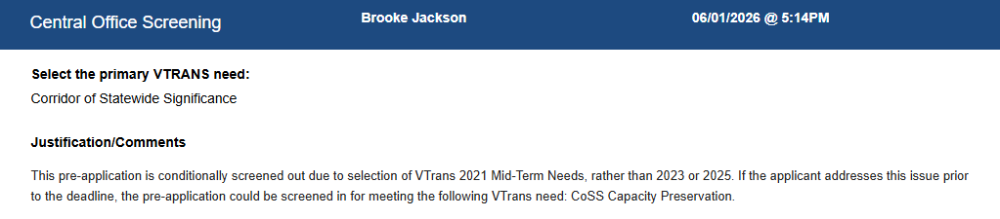 Central Office Screening
Brooke Jackson
06/01/2026 @ 5:14PM
Select the primary VTRANS need:
Corridor of Statewide Significance
Justification/Comments
This pre-application is conditionally screened out due to selection of VTrans 2021 Mid-Term Needs, rather than 2023 or 2025. If the applicant addresses this issue prior
to the deadline, the pre-application could be screened in for meeting the following VTrans need: CoSS Capacity Preservation.